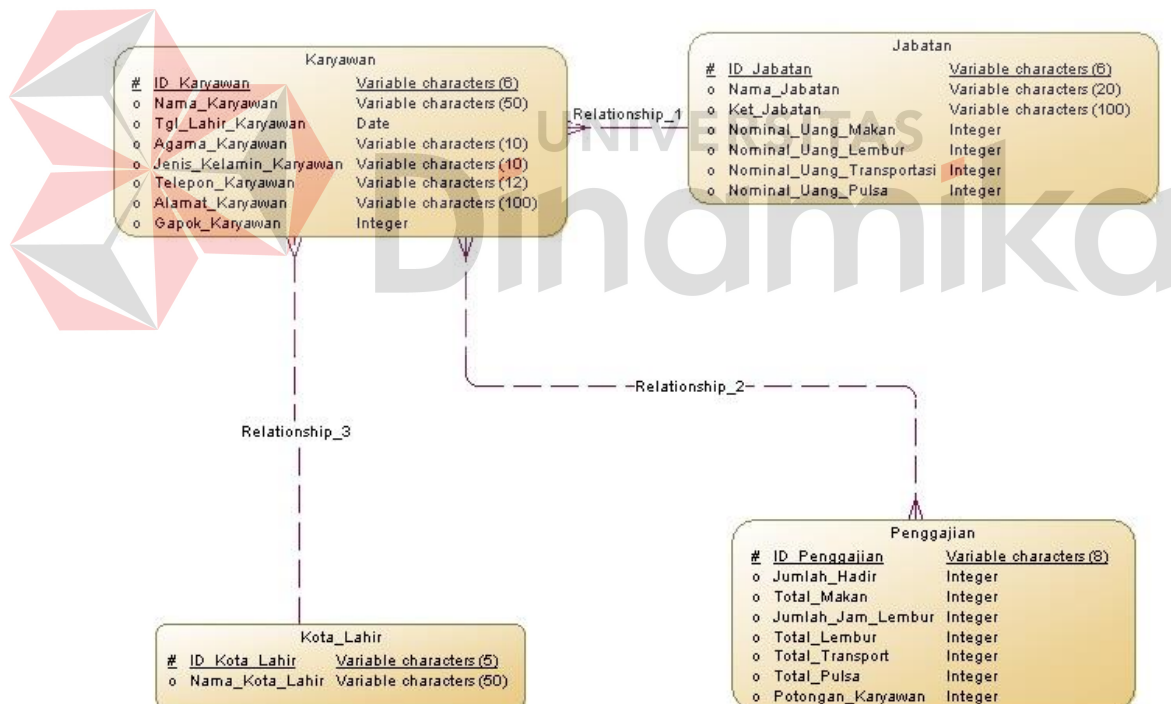 Karyawan
# ID_Karyawan Variable characters (6)
o Nama_Karyawan Variable characters (50)
o Tgl_Lahir_Karyawan Date
o Agama_Karyawan Variable characters (10)
o Jenis_Kelamin_Karyawan Variable characters (10)
o Telepon_Karyawan Variable characters (12)
o Alamat_Karyawan Variable characters (100)
o Gapok_Karyawan Integer
Relationship_1
Jabatan
# ID_Jabatan Variable characters (6)
o Nama_Jabatan Variable characters (20)
o Ket_Jabatan Variable characters (100)
o Nominal_Uang_Makan Integer
o Nominal_Uang_Lembur Integer
o Nominal_Uang_Transportasi Integer
o Nominal_Uang_Pulsa Integer
UNIVERSITAS
Dinamika
Relationship_2
Relationship_3
Kota_Lahir
# ID_Kota_Lahir Variable characters (5)
o Nama_Kota_Lahir Variable characters (50)
Penggajian
# ID_Penggajian Variable characters (8)
o Jumlah_Hadir Integer
o Total_Makan Integer
o Jumlah_Jam_Lembur Integer
o Total_Lembur Integer
o Total_Transport Integer
o Total_Pulsa Integer
o Potongan_Karyawan Integer